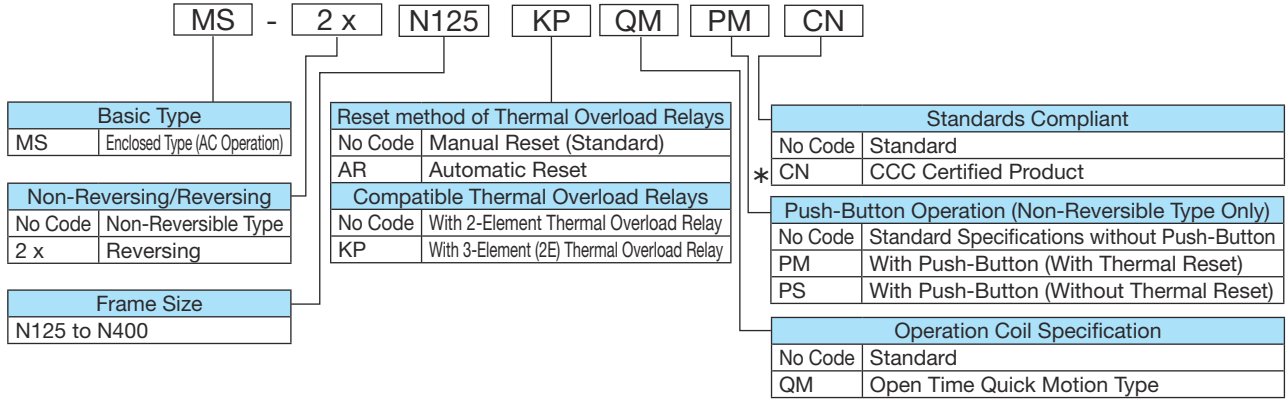 MS - 2 x N125 KP QM PM CN
Basic Type
MS Enclosed Type (AC Operation)
Non-Reversing/Reversing
No Code Non-Reversible Type
2 x Reversing
Frame Size
N125 to N400
Reset method of Thermal Overload Relays
No Code Manual Reset (Standard)
AR Automatic Reset
Compatible Thermal Overload Relays
No Code With 2-Element Thermal Overload Relay
KP With 3-Element (2E) Thermal Overload Relay
Standards Compliant
No Code Standard
* CN CCC Certified Product
Push-Button Operation (Non-Reversible Type Only)
No Code Standard Specifications without Push-Button
PM With Push-Button (With Thermal Reset)
PS With Push-Button (Without Thermal Reset)
Operation Coil Specification
No Code Standard
QM Open Time Quick Motion Type